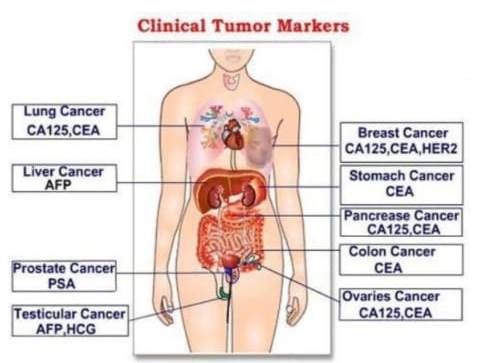 Clinical Tumor Markers
Lung Cancer
CA125,CEA
Liver Cancer
AFP
Prostate Cancer
PSA
Testicular Cancer
AFP,HCG
Breast Cancer
CA125,CEA,HER2
Stomach Cancer
CEA
Pancrease Cancer
CA125,CEA
Colon Cancer
CEA
Ovaries Cancer
CA125,CEA